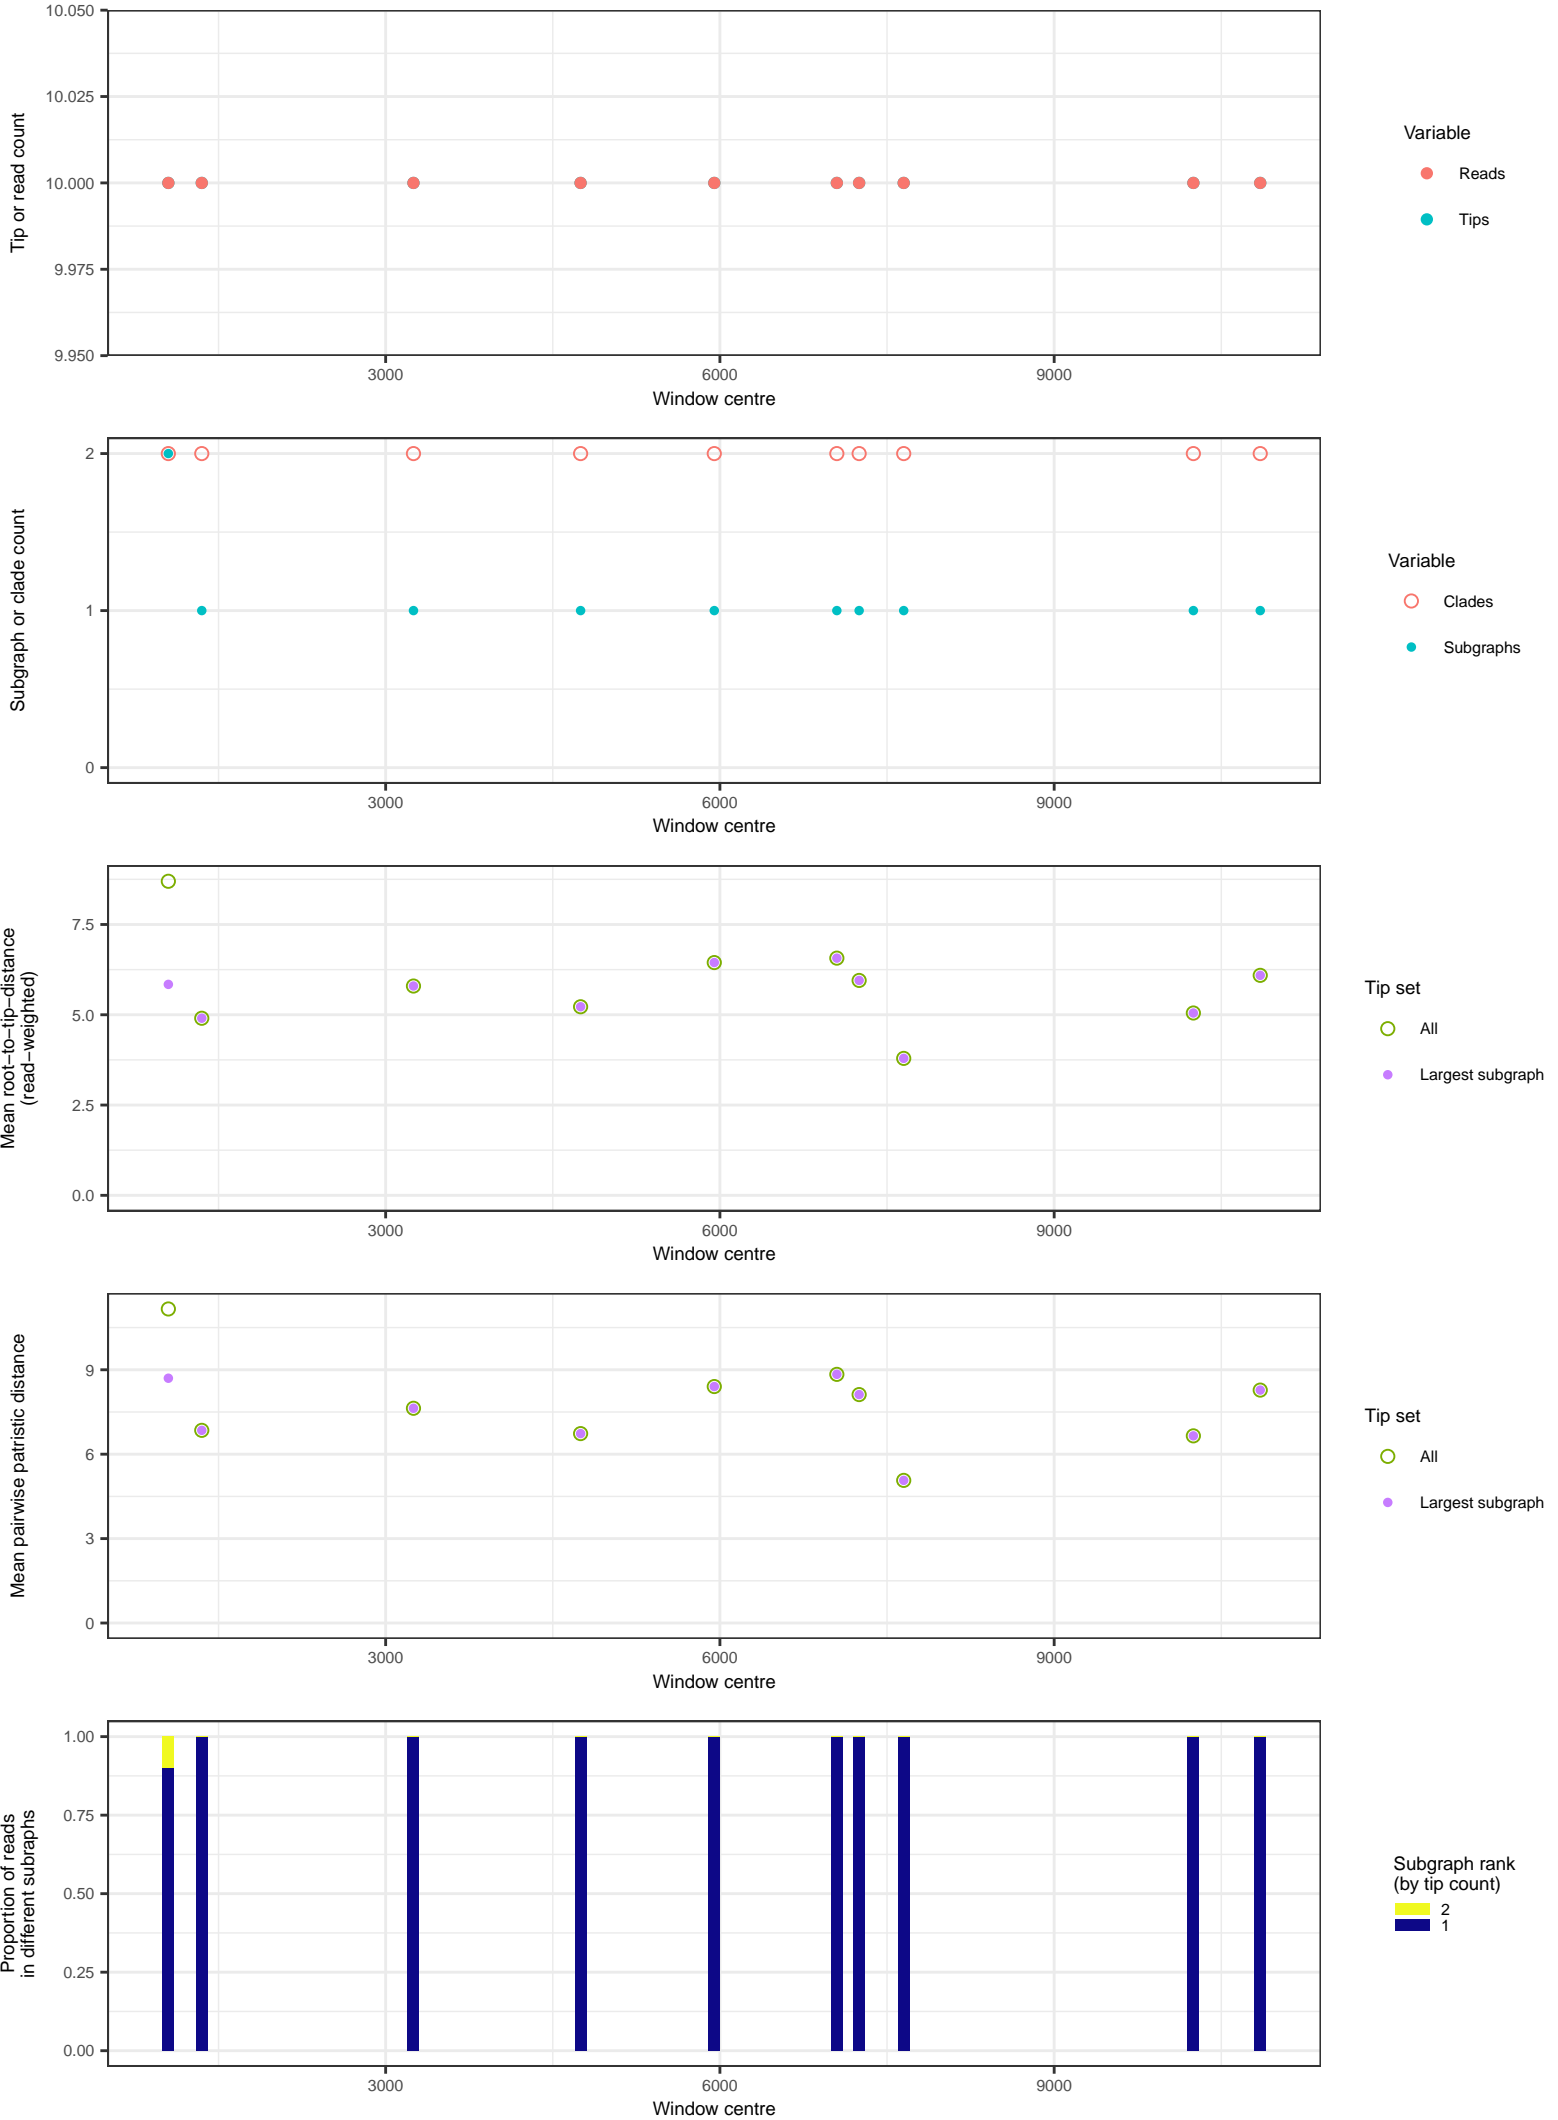 10.050
10.025
10.000
9.975
9.950
Tip or read count
3000 6000 9000
Window centre
Variable
Reads
Tips
2
1
0
Subgraph or clade count
3000 6000 9000
Window centre
Variable
Clades
Subgraphs
7.5
5.0
2.5
0.0
Mean root−to−tip−distance
(read−weighted)
3000 6000 9000
Window centre
Tip set
All
Largest subgraph
9
6
3
0
Mean pairwise patristic distance
3000 6000 9000
Window centre
Tip set
All
Largest subgraph
1.00
0.75
0.50
0.25
0.00
Proportion of reads
in different subraphs
3000 6000 9000
Window centre
Subgraph rank
(by tip count)
2
1